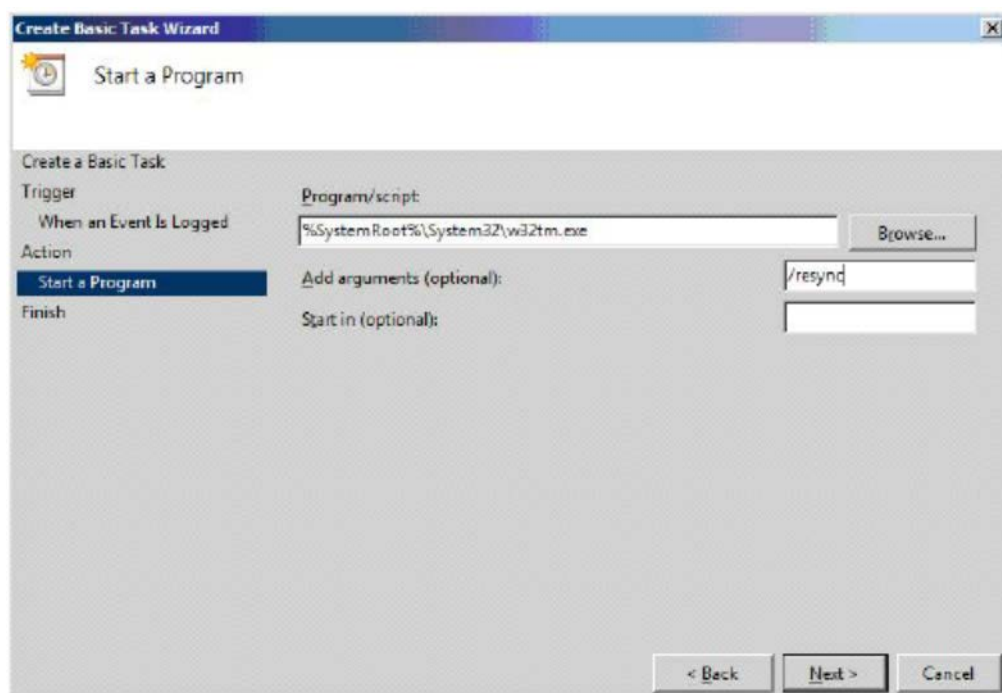 Create Basic Task Wizard
Start a Program
Create a Basic Task
Trigger
When an Event Is Logged
Action
Start a Program
Finish
Program/script:
%SystemRoot%\System32\w32tm.exe
Browse...
Add arguments (optional):
/resync
Start in (optional):
< Back
Next >
Cancel